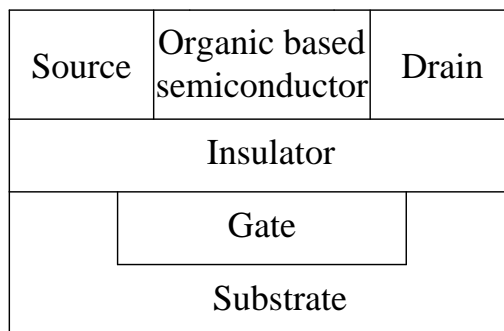 Source
Organic based
semiconductor
Drain
Insulator
Gate
Substrate